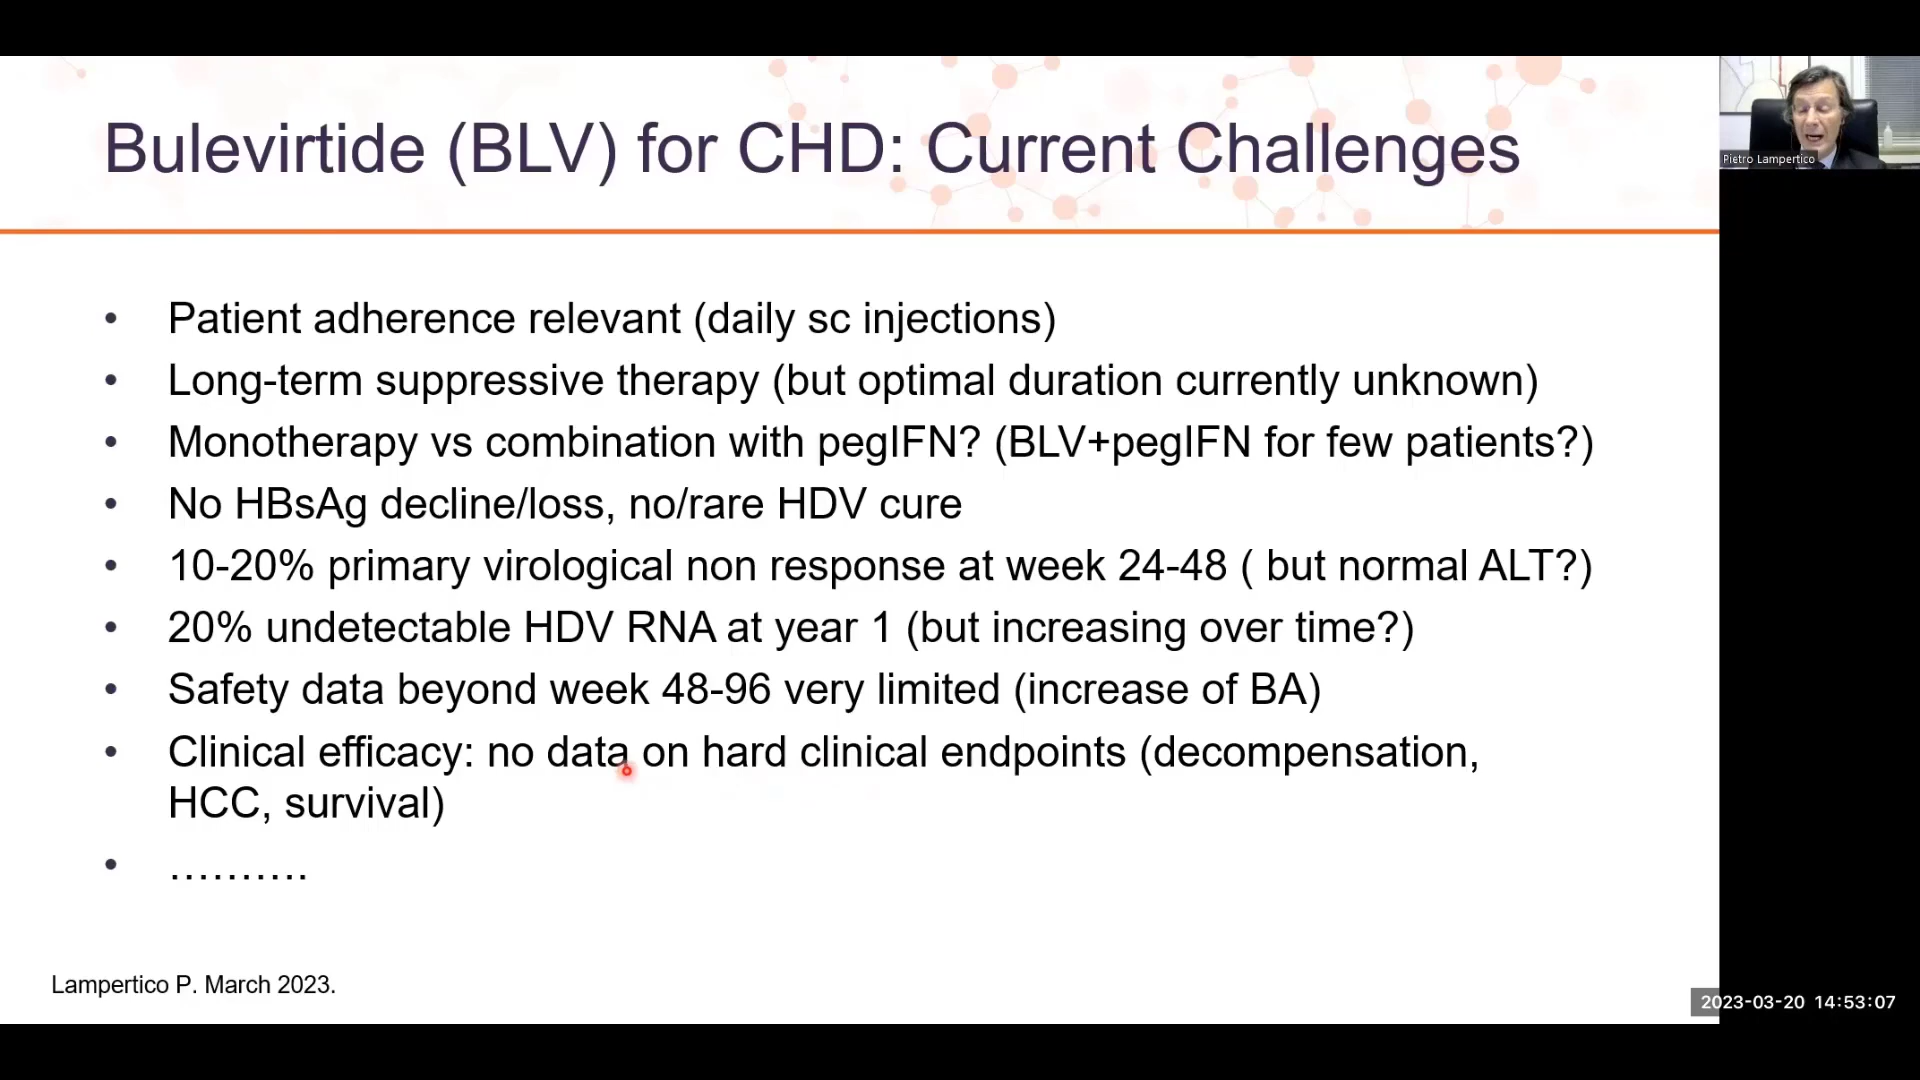 Bulevirtide (BLV) for CHD: Current Challenges
Pietro Lampertico
• Patient adherence relevant (daily sc injections)
• Long-term suppressive therapy (but optimal duration currently unknown)
• Monotherapy vs combination with pegIFN? (BLV+pegIFN for few patients?)
• No HBsAg decline/loss, no/rare HDV cure
• 10-20% primary virological non response at week 24-48 ( but normal ALT?)
• 20% undetectable HDV RNA at year 1 (but increasing over time?)
• Safety data beyond week 48-96 very limited (increase of BA)
• Clinical efficacy: no data on hard clinical endpoints (decompensation,
HCC, survival)
• ……….
Lampertico P. March 2023.
2023-03-20 14:53:07